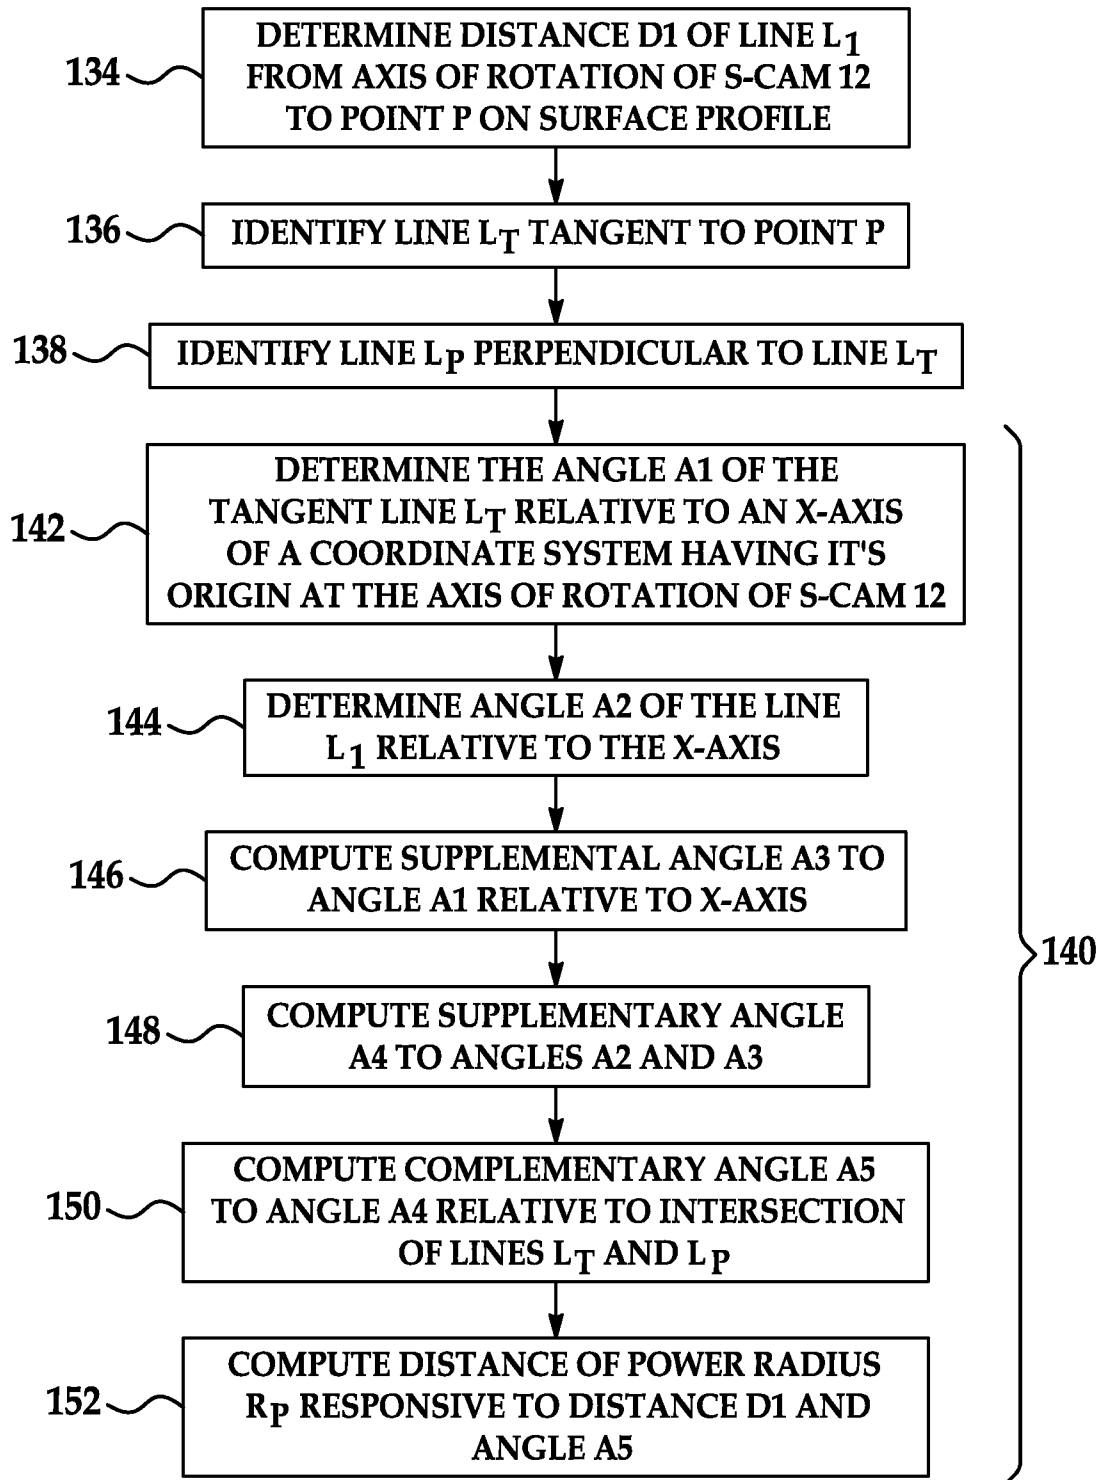 134
DETERMINE DISTANCE D1 OF LINE L1
FROM AXIS OF ROTATION OF S-CAM 12
TO POINT P ON SURFACE PROFILE
136
IDENTIFY LINE LT TANGENT TO POINT P
138
IDENTIFY LINE LP PERPENDICULAR TO LINE LT
142
DETERMINE THE ANGLE A1 OF THE
TANGENT LINE LT RELATIVE TO AN X-AXIS
OF A COORDINATE SYSTEM HAVING IT'S
ORIGIN AT THE AXIS OF ROTATION OF S-CAM 12
144
DETERMINE ANGLE A2 OF THE LINE
L1 RELATIVE TO THE X-AXIS
146
COMPUTE SUPPLEMENTAL ANGLE A3 TO
ANGLE A1 RELATIVE TO X-AXIS
140
148
COMPUTE SUPPLEMENTARY ANGLE
A4 TO ANGLES A2 AND A3
150
COMPUTE COMPLEMENTARY ANGLE A5
TO ANGLE A4 RELATIVE TO INTERSECTION
OF LINES LT AND LP
152
COMPUTE DISTANCE OF POWER RADIUS
RP RESPONSIVE TO DISTANCE D1 AND
ANGLE A5